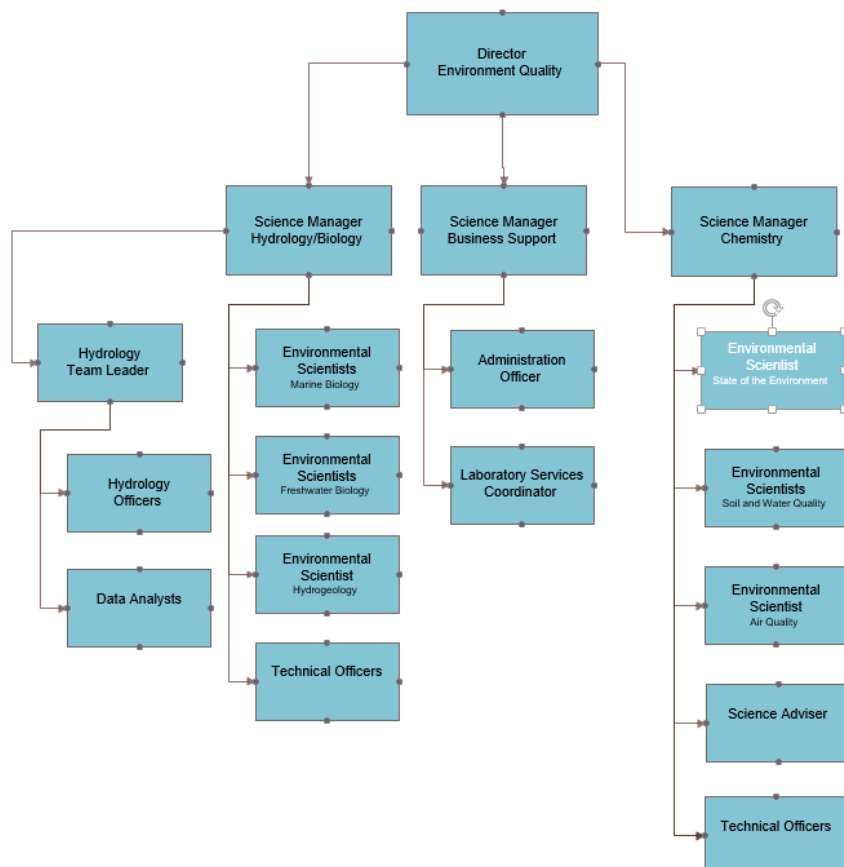 Director
Environment Quality
Science Manager
Hydrology/Biology
Science Manager
Business Support
Science Manager
Chemistry
Hydrology
Team Leader
Hydrology
Officers
Data Analysts
Environmental
Scientists
Marine Biology
Environmental
Scientists
Freshwater Biology
Environmental
Scientist
Hydrogeology
Technical Officers
Administration
Officer
Laboratory Services
Coordinator
Environmental
Scientist
State of the Environment
Environmental
Scientists
Soil and Water Quality
Environmental
Scientist
Air Quality
Science Adviser
Technical Officers